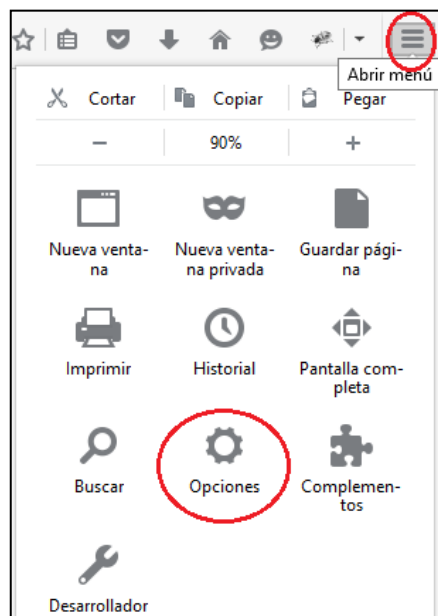 Abrir menú
Cortar Copiar Pegar
− 90% +
Nueva venta-
na
Nueva venta-
na privada
Guardar pági-
na
Imprimir
Historial
Pantalla com-
pleta
Buscar
Opciones
Complemen-
tos
Desarrollador